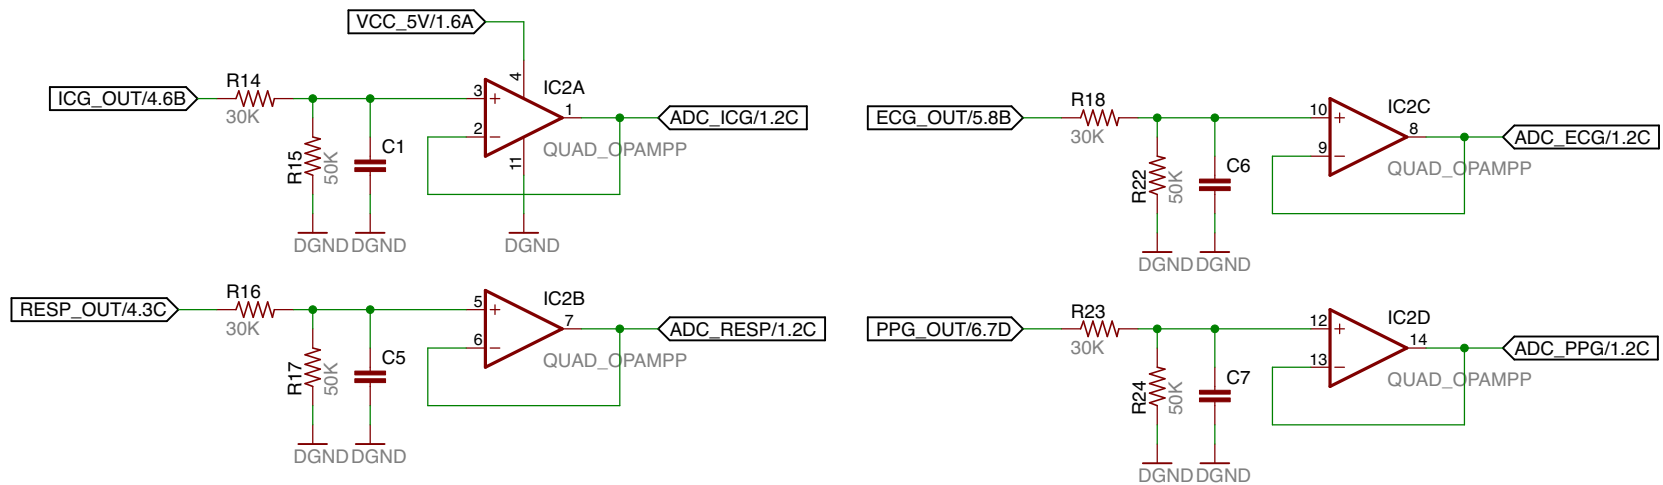 VCC_5V/1.6A
ICG_OUT/4.6B
R14
30K
R15
50K
C1
DGND
DGND
3
2
4
11
1
IC2A
QUAD_OPAMPP
DGND
ADC_ICG/1.2C
ECG_OUT/5.8B
R18
30K
R22
50K
C6
DGND
DGND
10
9
8
IC2C
QUAD_OPAMPP
ADC_ECG/1.2C
RESP_OUT/4.3C
R16
30K
R17
50K
C5
DGND
DGND
5
6
7
IC2B
QUAD_OPAMPP
ADC_RESP/1.2C
PPG_OUT/6.7D
R23
30K
R24
50K
C7
DGND
DGND
12
13
14
IC2D
QUAD_OPAMPP
ADC_PPG/1.2C